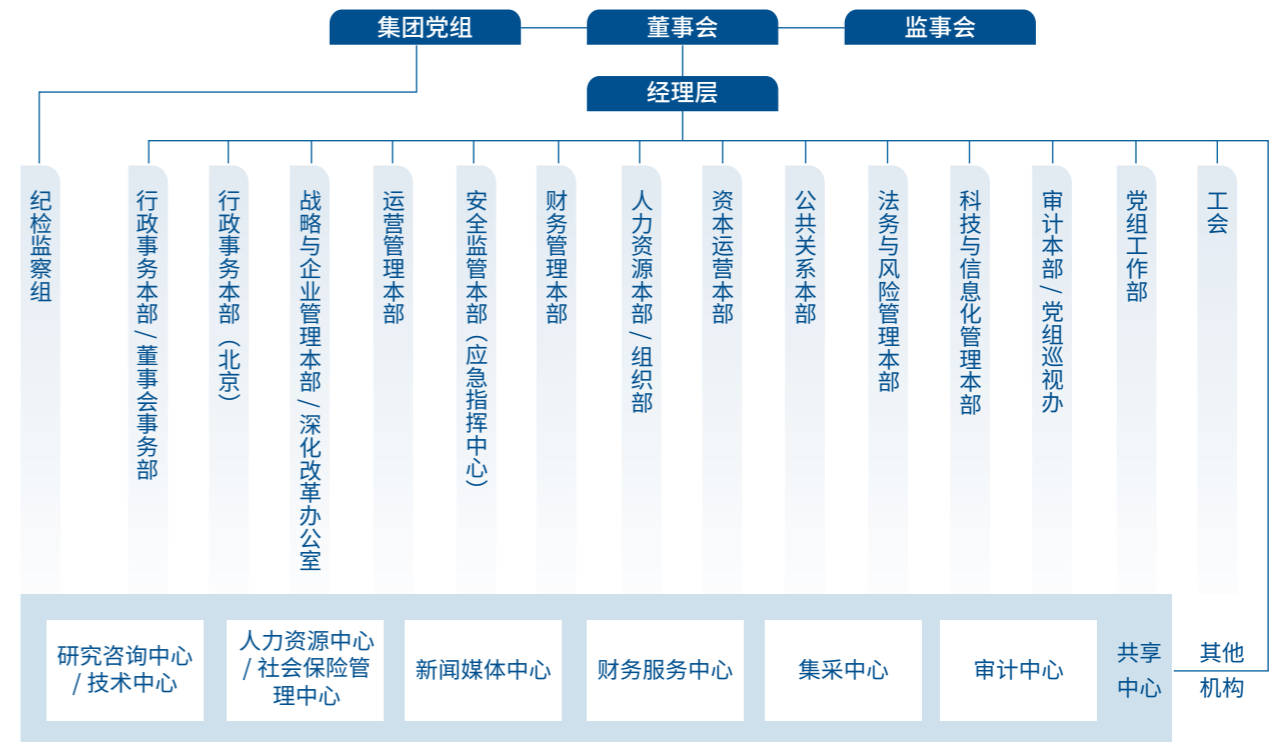 集团党组
董事会
监事会
经理层
纪检监察组
行政事务本部/董事会事务部
行政事务本部（北京）
战略与企业管理本部/深化改革办公室
运营管理本部
安全监管本部（应急指挥中心）
财务管理本部
人力资源本部/组织部
资本运营本部
公共关系本部
法务与风险管理本部
科技与信息化管理本部
审计本部/党组巡视办
党组工作部
工会
研究咨询中心
/ 技术中心
人力资源中心
/ 社会保险管
理中心
新闻媒体中心
财务服务中心
集采中心
审计中心
共享
中心
其他
机构